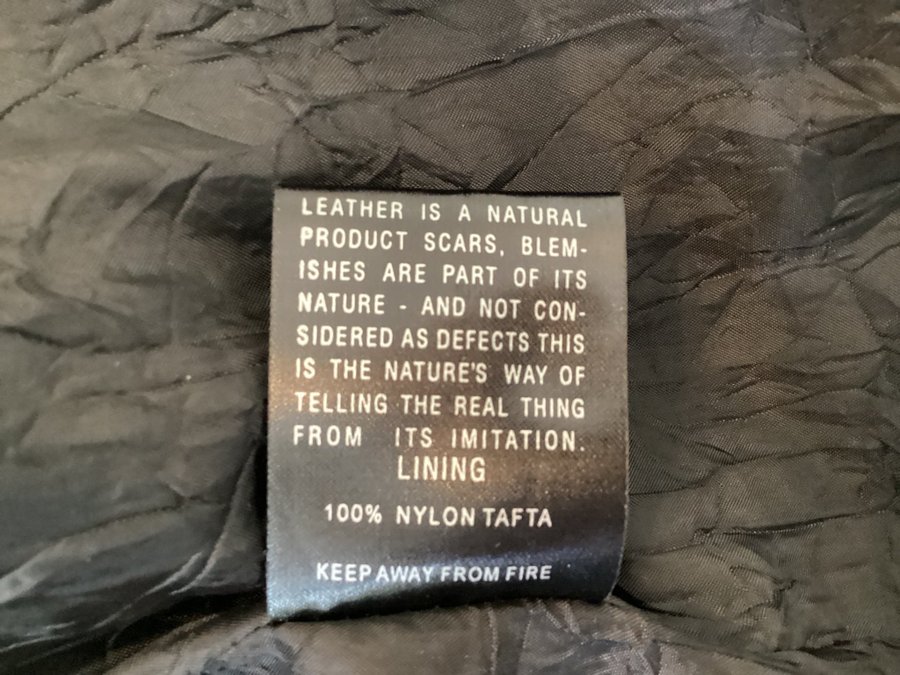 LEATHER IS A NATURAL
PRODUCT SCARS, BLEM-
ISHES ARE PART OF ITS
NATURE - AND NOT CON-
SIDERED AS DEFECTS THIS
IS THE NATURE'S WAY OF
TELLING THE REAL THING
FROM ITS IMITATION.
LINING
100% NYLON TAFTA
KEEP AWAY FROM FIRE